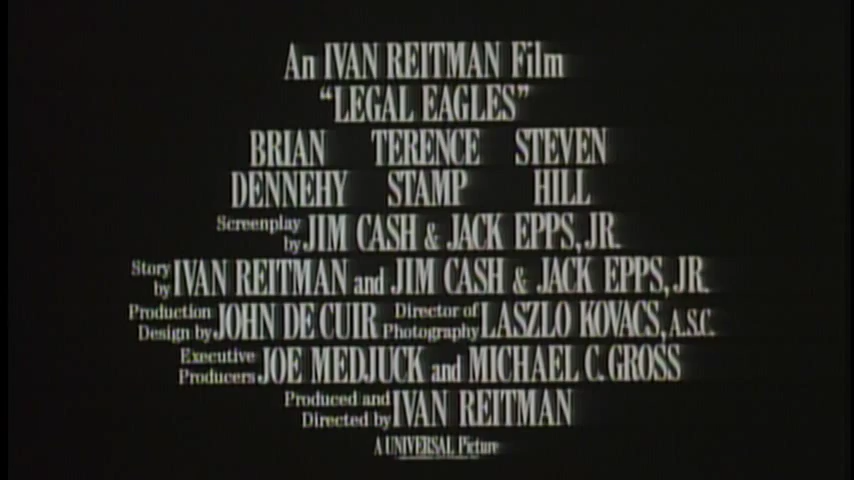 An IVAN REITMAN Film
"LEGAL EAGLES"
BRIAN TERENCE STEVEN
DENNEHY STAMP HILL
Screenplay by JIM CASH & JACK EPPS, JR.
Story by IVAN REITMAN and JIM CASH & JACK EPPS, JR.
Production Design by JOHN DE CUIR Director of Photography LASZLO KOVACS, A.S.C.
Executive Producers JOE MEDJUCK and MICHAEL C. GROSS
Produced and Directed by IVAN REITMAN
A UNIVERSAL Picture